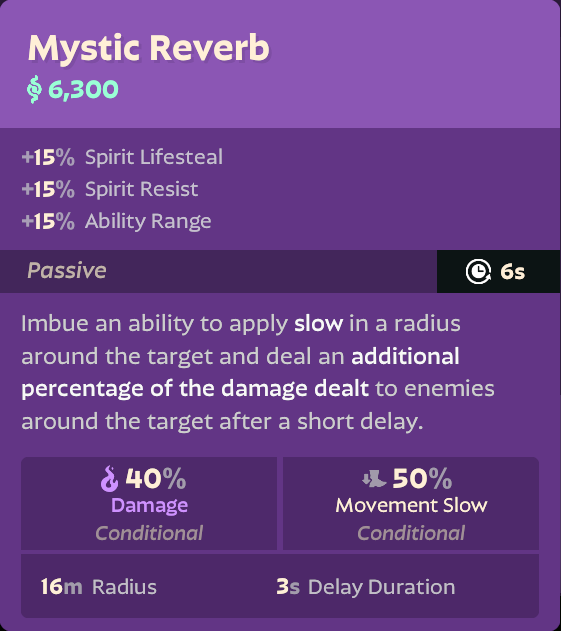 Mystic Reverb
6,300
+15% Spirit Lifesteal
+15% Spirit Resist
+15% Ability Range
Passive 6s
Imbue an ability to apply slow in a radius
around the target and deal an additional
percentage of the damage dealt to enemies
around the target after a short delay.
40% 50%
Damage Movement Slow
Conditional Conditional
16m Radius 3s Delay Duration